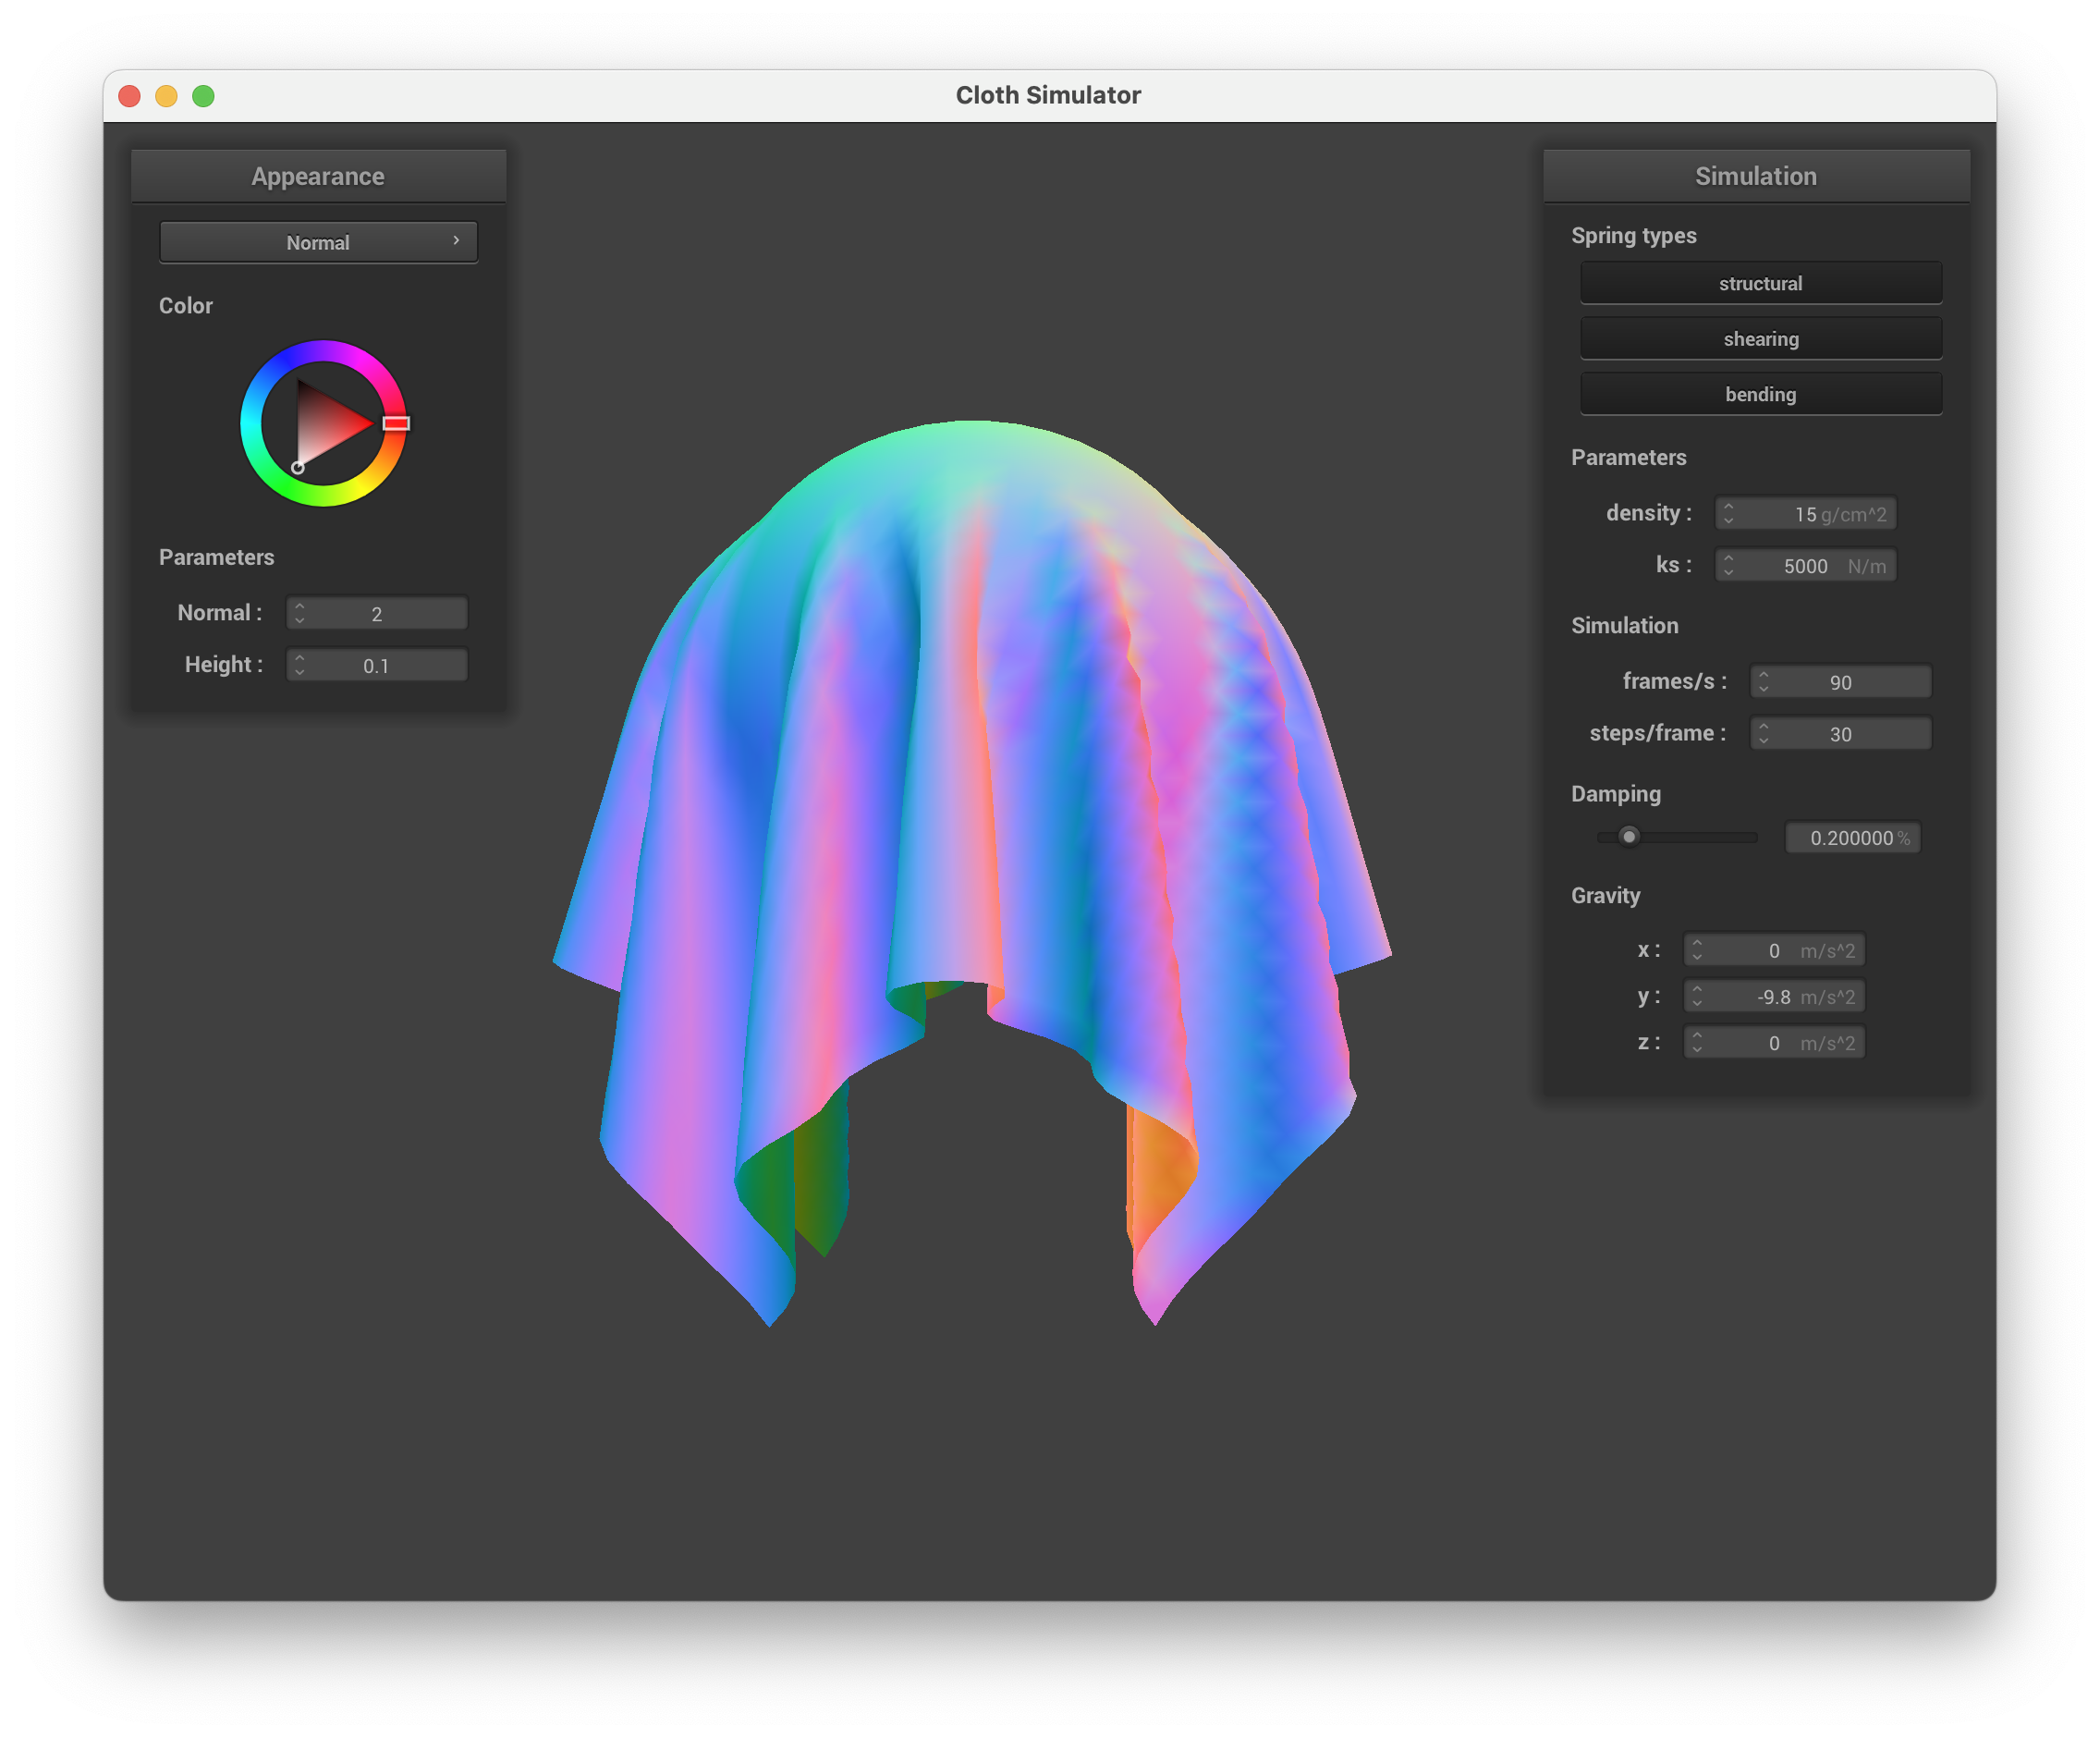 Cloth Simulator
Appearance
Normal
Color
Parameters
Normal : 2
Height : 0.1
Simulation
Spring types
structural
shearing
bending
Parameters
density : 15 g/cm^2
ks : 5000 N/m
Simulation
frames/s : 90
steps/frame : 30
Damping
0.200000 %
Gravity
x : 0 m/s^2
y : -9.8 m/s^2
z : 0 m/s^2